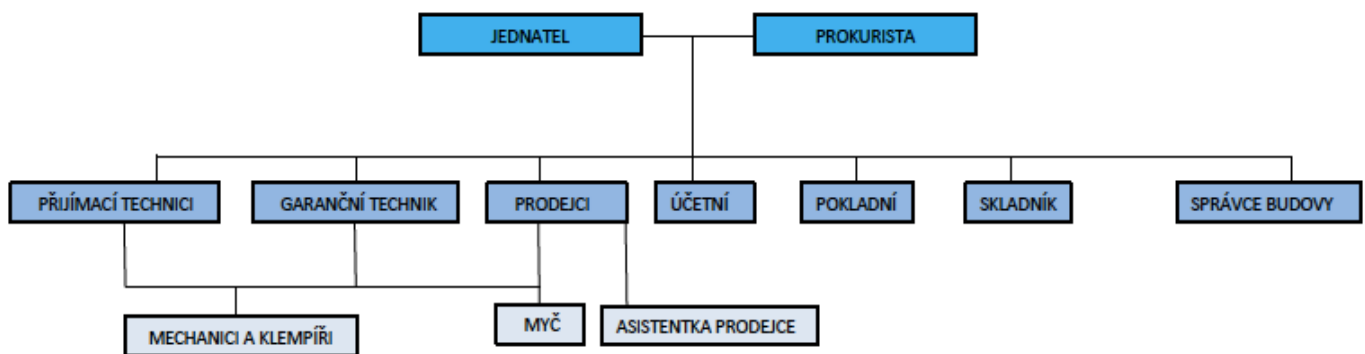 JEDNATEL
PROKURISTA
PŘIJÍMACÍ TECHNICI
GARANČNÍ TECHNIK
PRODEJCI
ÚČETNÍ
POKLADNÍ
SKLADNÍK
SPRÁVCE BUDOVY
MECHANICI A KLEMPÍŘI
MYČ
ASISTENTKA PRODEJCE